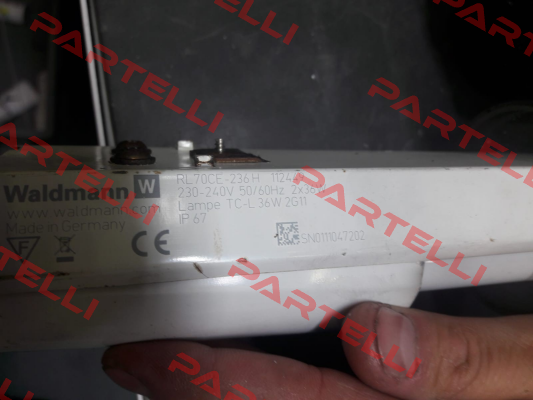 PARTELLI
PARTELLI
PARTELLI
PARTELLI
PARTELLI
PARTELLI
Waldmann W
www.waldmann.com
Made in Germany
F
CE
RL70CE-236H
230-240V 50/60Hz
Lampe TC-L 36W 2G11
IP 67
SN0111047202